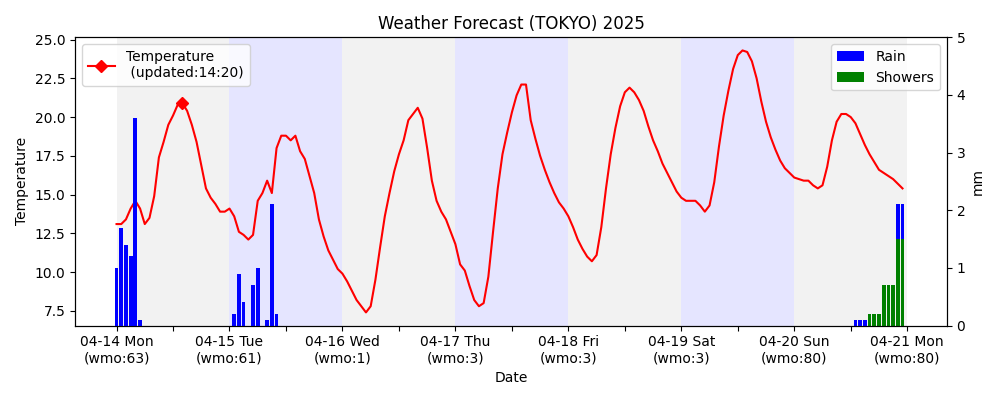 Weather Forecast (TOKYO) 2025
Temperature
(updated:14:20)
Rain
Showers
25.0
22.5
20.0
17.5
15.0
12.5
10.0
7.5
Temperature
5
4
3
2
1
0
mm
04-14 Mon
(wmo:63)
04-15 Tue
(wmo:61)
04-16 Wed
(wmo:1)
04-17 Thu
(wmo:3)
04-18 Fri
(wmo:3)
04-19 Sat
(wmo:3)
04-20 Sun
(wmo:80)
04-21 Mon
(wmo:80)
Date